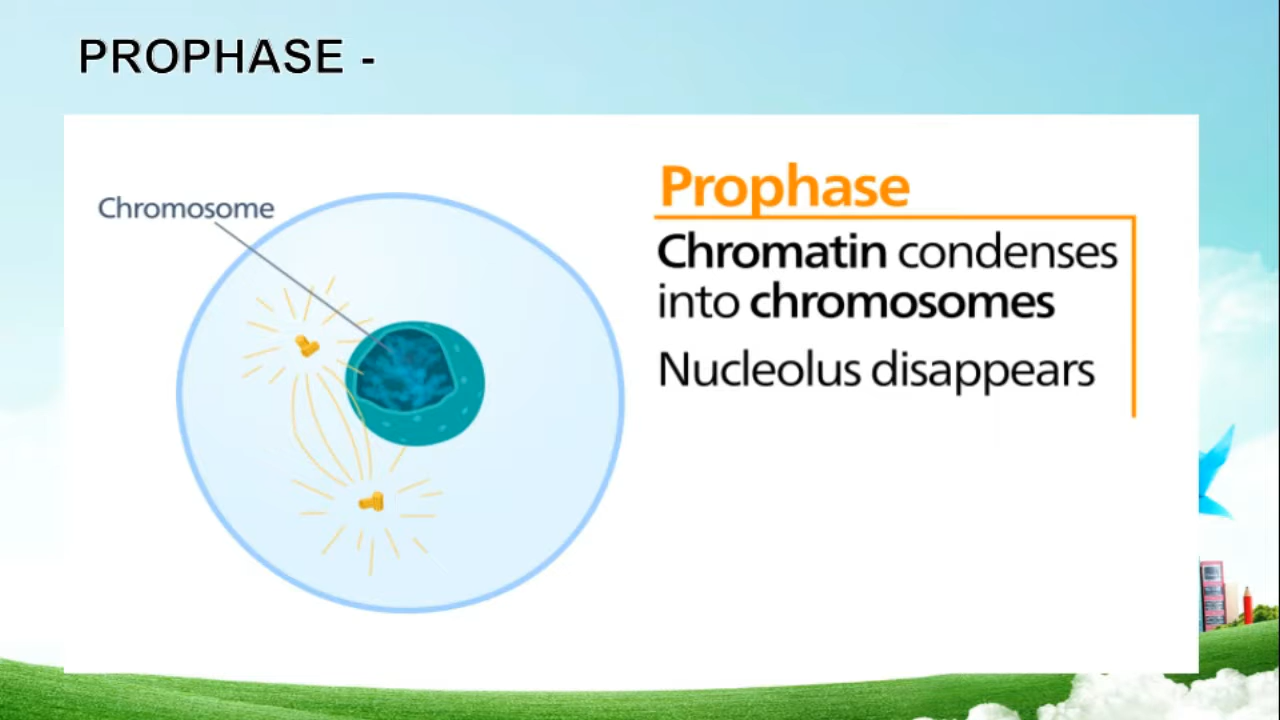 PROPHASE -
Chromosome
Prophase
Chromatin condenses
into chromosomes
Nucleolus disappears